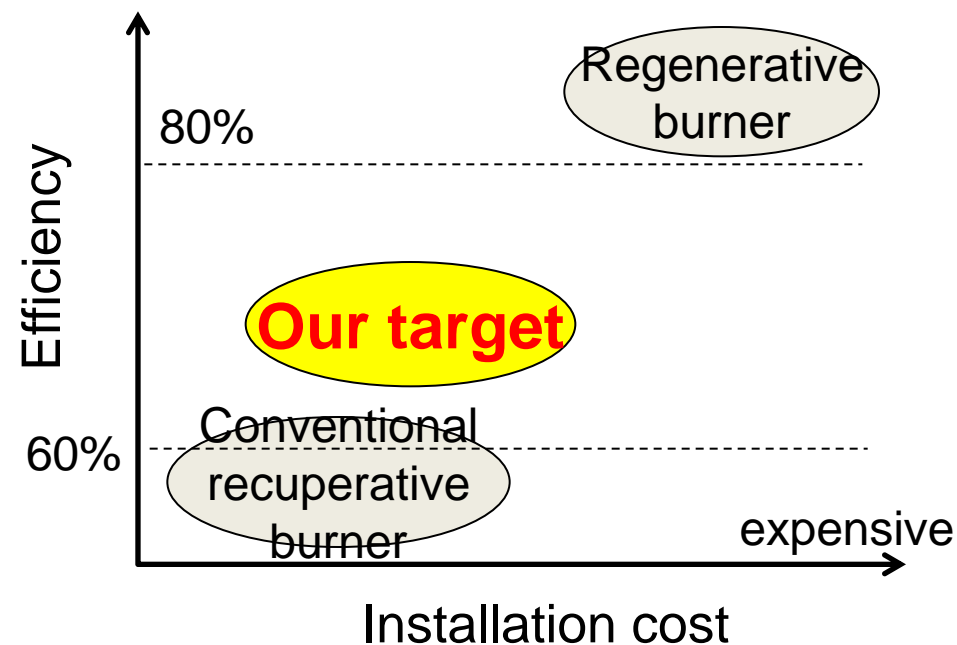 Regenerative
burner
80%
Efficiency
Our target
Conventional
60%
recuperative
burner
expensive
Installation cost